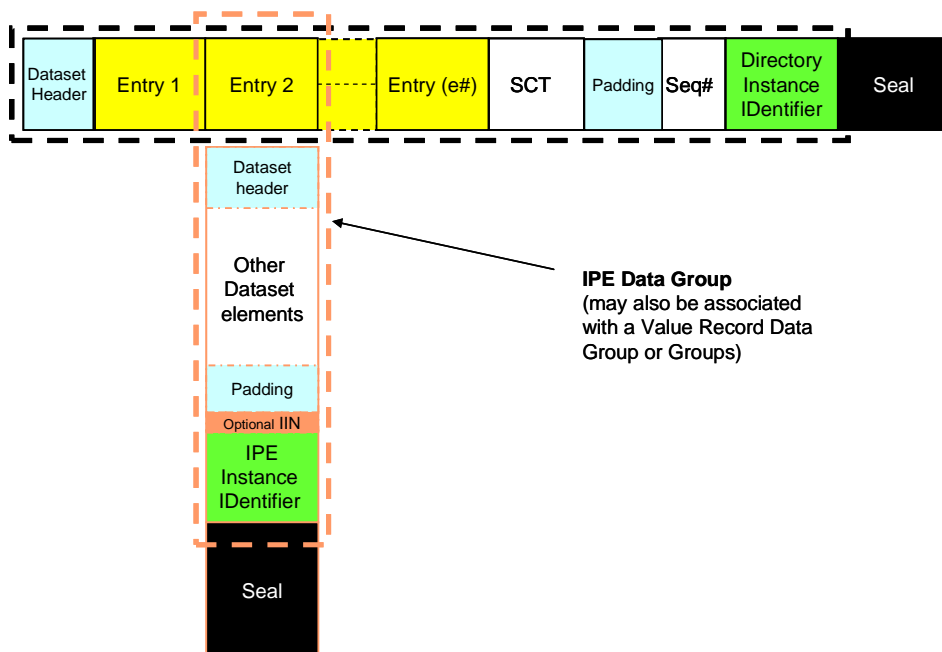 Dataset
Header
Entry 1
Entry 2
Entry (e#)
SCT
Padding
Seq#
Directory
Instance
IDentifier
Seal
Dataset
header
Other
Dataset
elements
Padding
Optional IIN
IPE
Instance
IDentifier
Seal
IPE Data Group
(may also be associated
with a Value Record Data
Group or Groups)